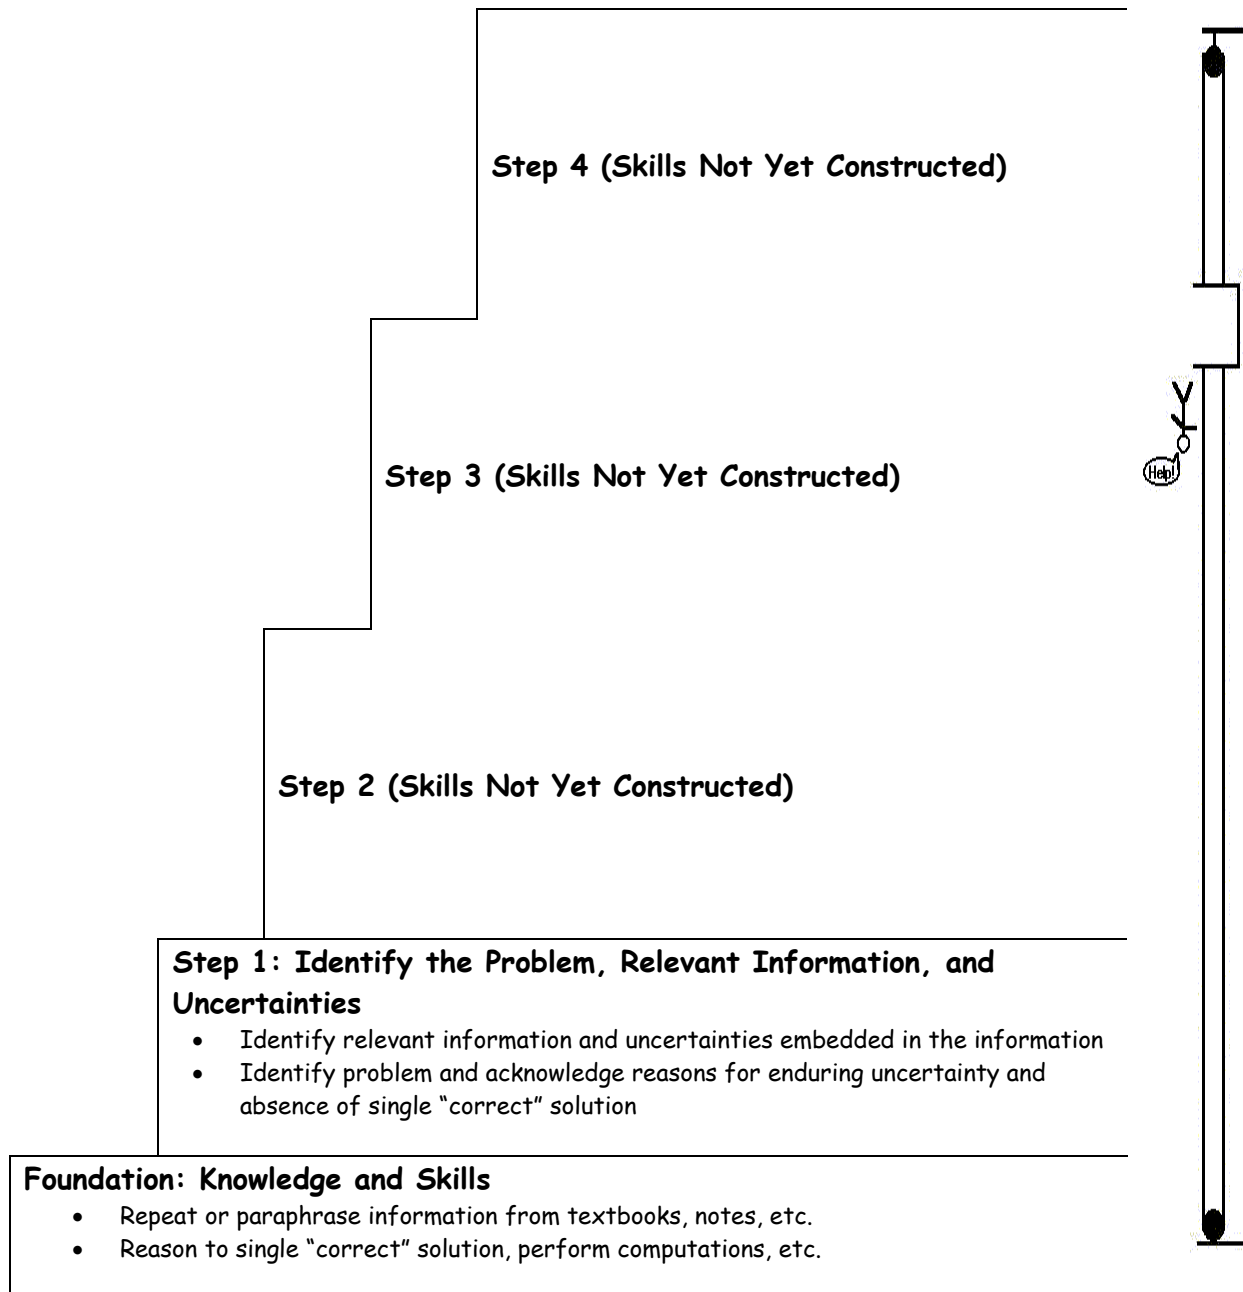 Step 4 (Skills Not Yet Constructed)
Step 3 (Skills Not Yet Constructed)
Help!
Step 2 (Skills Not Yet Constructed)
Step 1: Identify the Problem, Relevant Information, and
Uncertainties
• Identify relevant information and uncertainties embedded in the information
• Identify problem and acknowledge reasons for enduring uncertainty and
absence of single “correct” solution
Foundation: Knowledge and Skills
• Repeat or paraphrase information from textbooks, notes, etc.
• Reason to single “correct” solution, perform computations, etc.